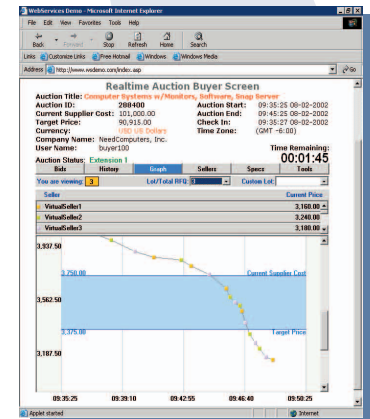 WebServices Demo - Microsoft Internet Explorer
File Edit View Favorites Tools Help
Back Forward Stop Refresh Home Search
Links Customize Links Free Hotmail Windows Windows Media
Address http://www.wsdemo.com/index.asp Go
Realtime Auction Buyer Screen
Auction Title: Computer Systems w/Monitors, Software, Snap Server
Auction ID: 288400 Auction Start: 09:35:25 08-02-2002
Current Supplier Cost: 101,000.00 Auction End: 09:45:25 08-02-2002
Target Price: 90,915.00 Check In: 09:35:27 08-02-2002
Currency: USD US Dollars Time Zone: (GMT -6:00)
Company Name: NeedComputers, Inc.
User Name: buyer100 Time Remaining:
Auction Status: Extension 1 00:01:45
Bids History Graph Sellers Specs Tools
You are viewing: 3 Lot/Total RFQ: Custom Lot:
Seller Current Price
VirtualSeller1 3,160.00
VirtualSeller2 3,240.00
VirtualSeller3 3,180.00
3,937.50
3,750.00 Current Supplier Cost
3,562.50
3,375.00 Target Price
3,187.50
09:35:25 09:39:10 09:42:55 09:46:40 09:50:25
Applet started Internet